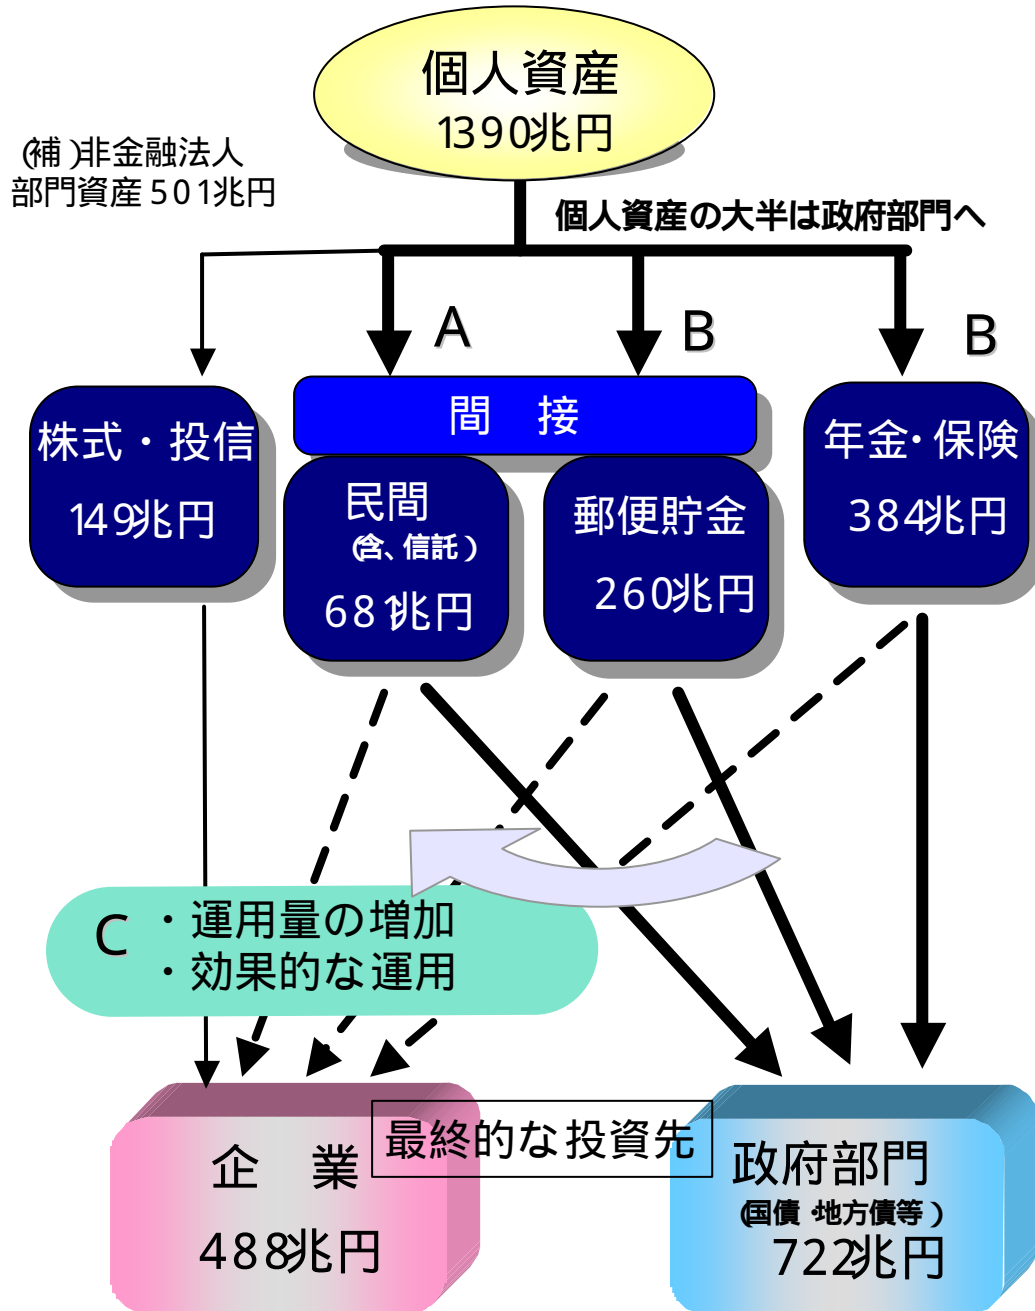 個人資産
1390兆円
(補)非金融法人
部門資産501兆円
個人資産の大半は政府部門へ
A
B
B
間 接
株式・投信
149兆円
民間
(含、信託)
681兆円
郵便貯金
260兆円
年金・保険
384兆円
C
・運用量の増加
・効果的な運用
最終的な投資先
企 業
488兆円
政府部門
(国債・地方債等)
722兆円